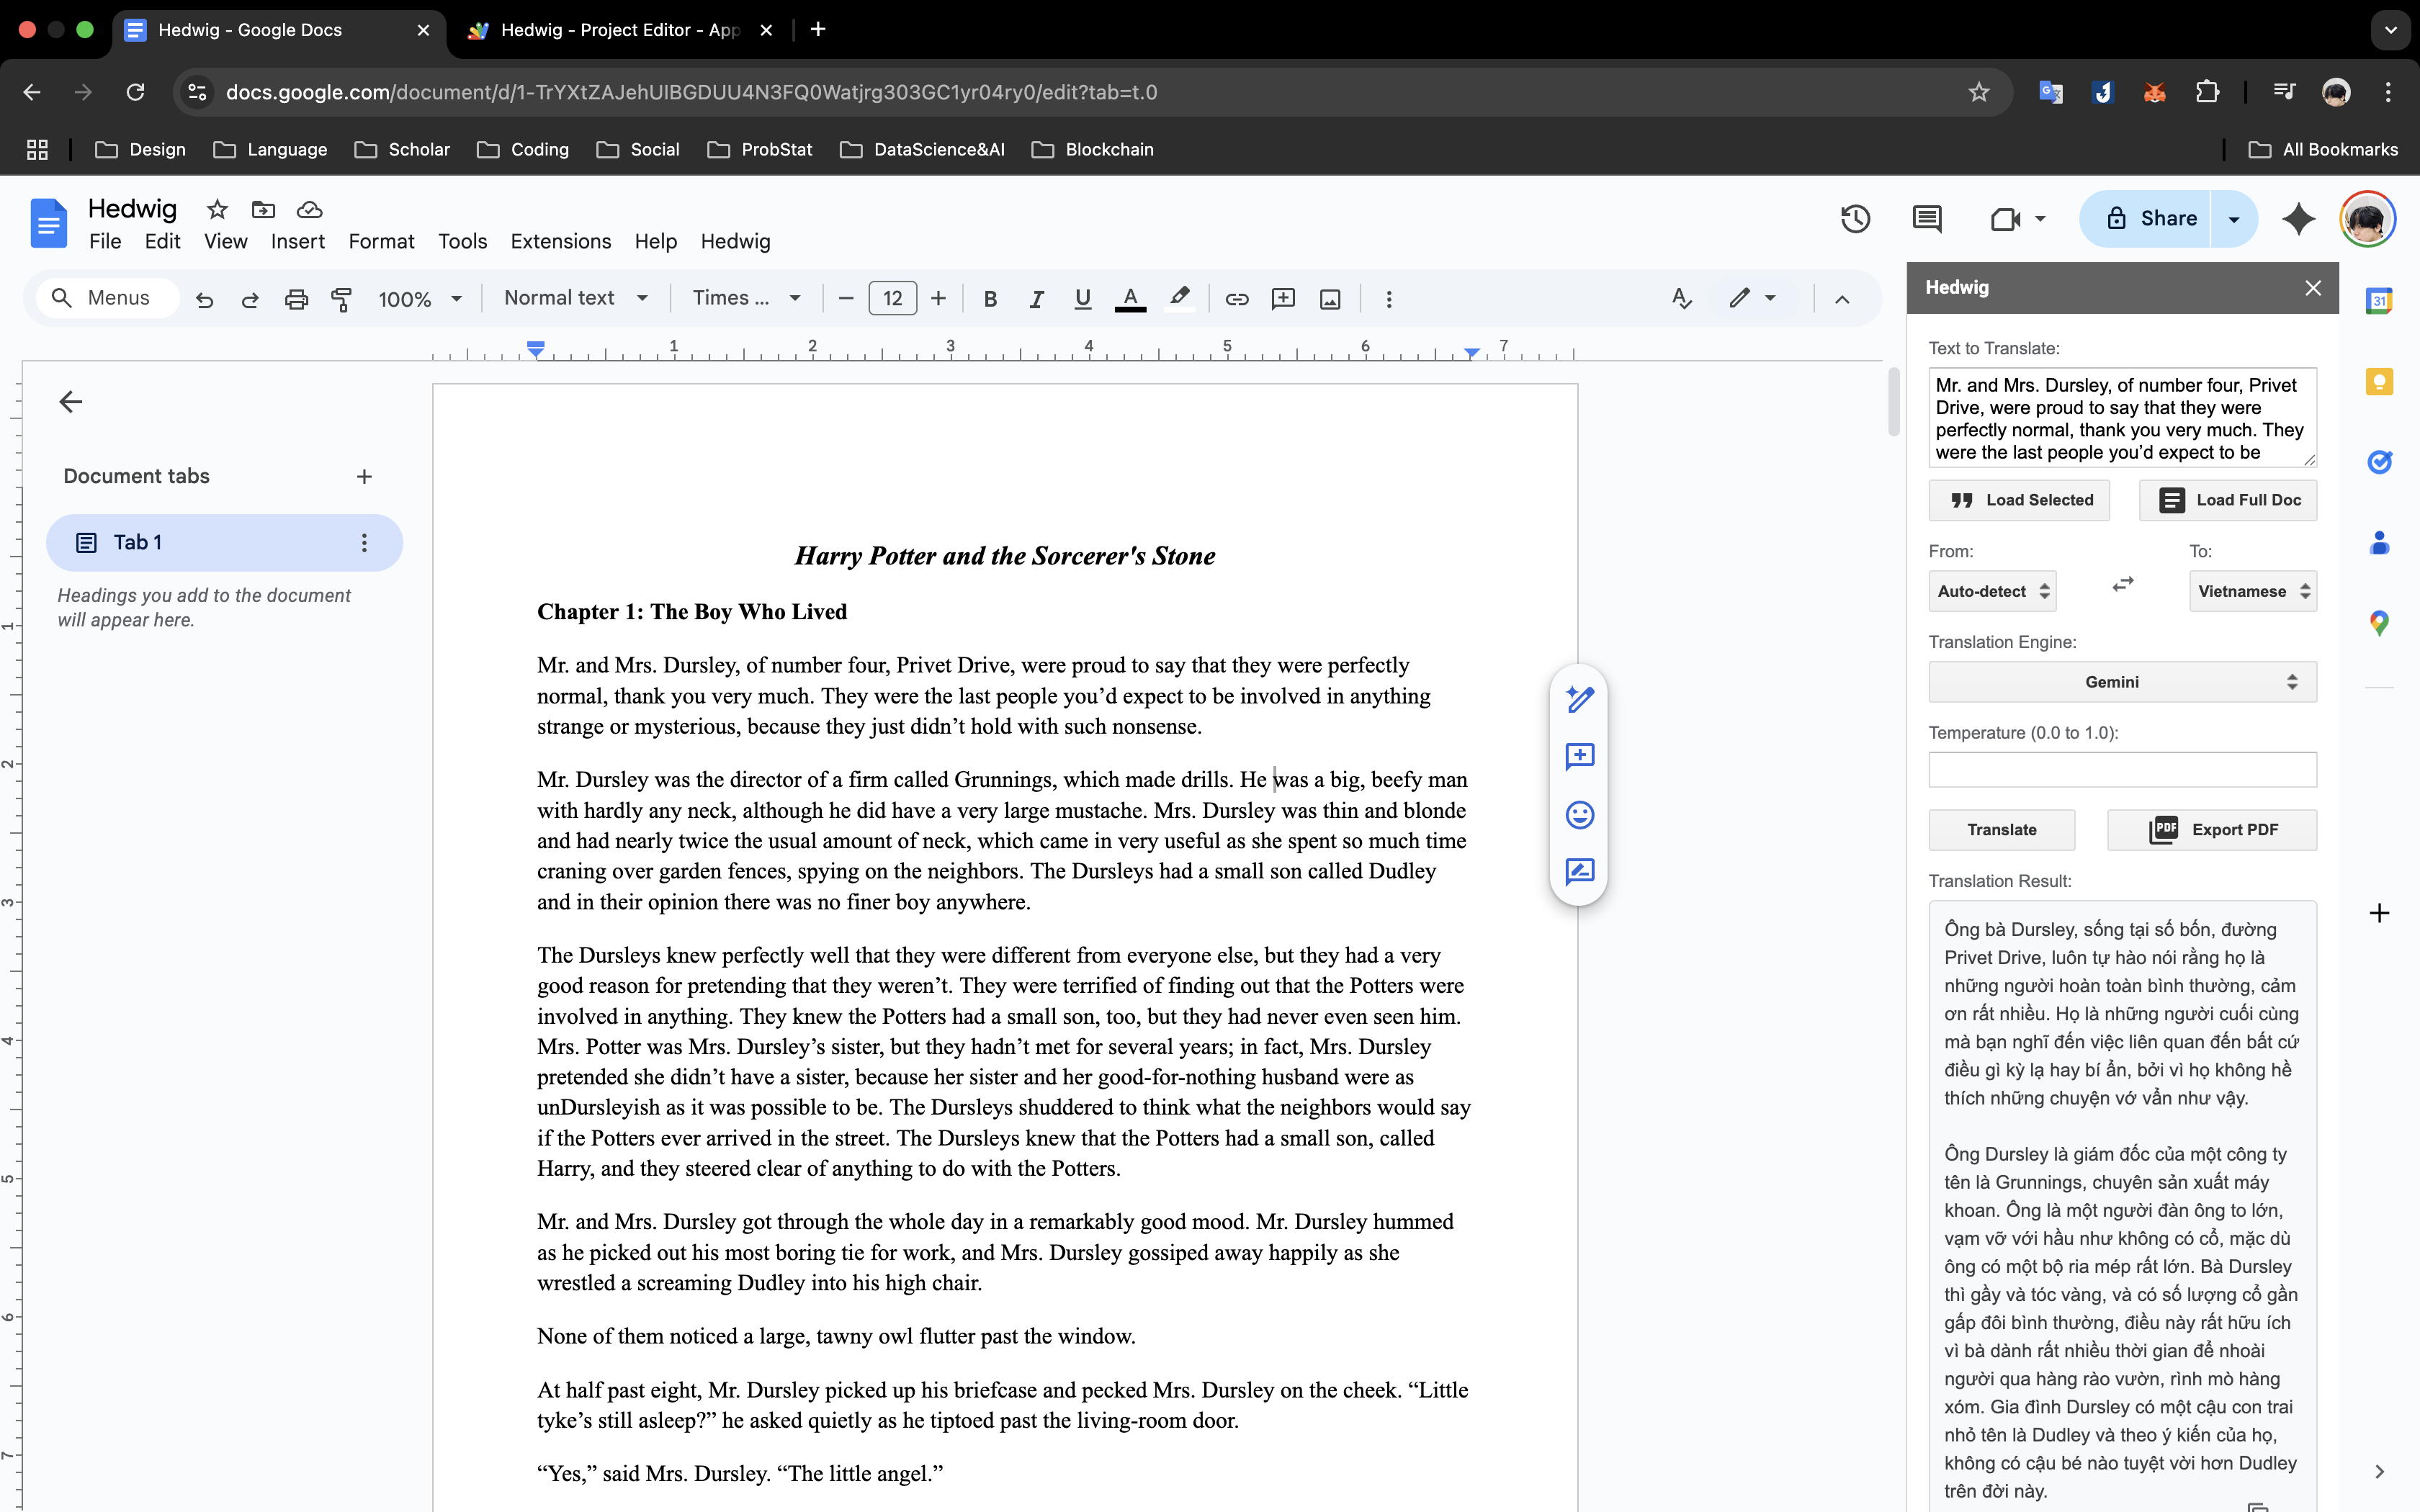 Hedwig - Google Docs
Hedwig - Project Editor - App
docs.google.com/document/d/1-TrYXtZAJehUIBGDUU4N3FQ0Watjrg303GC1yr04ry0/edit?tab=t.0
Design
Language
Scholar
Coding
Social
ProbStat
DataScience&AI
Blockchain
All Bookmarks
Hedwig
File Edit View Insert Format Tools Extensions Help Hedwig
Share
Menus
100%
Normal text
Times ...
12
B I U A
1 2 3 4 5 6 7
Document tabs
Tab 1
Headings you add to the document
will appear here.
1
2
3
4
5
6
7
Harry Potter and the Sorcerer's Stone
Chapter 1: The Boy Who Lived
Mr. and Mrs. Dursley, of number four, Privet Drive, were proud to say that they were perfectly
normal, thank you very much. They were the last people you’d expect to be involved in anything
strange or mysterious, because they just didn’t hold with such nonsense.
Mr. Dursley was the director of a firm called Grunnings, which made drills. He was a big, beefy man
with hardly any neck, although he did have a very large mustache. Mrs. Dursley was thin and blonde
and had nearly twice the usual amount of neck, which came in very useful as she spent so much time
craning over garden fences, spying on the neighbors. The Dursleys had a small son called Dudley
and in their opinion there was no finer boy anywhere.
The Dursleys knew perfectly well that they were different from everyone else, but they had a very
good reason for pretending that they weren’t. They were terrified of finding out that the Potters were
involved in anything. They knew the Potters had a small son, too, but they had never even seen him.
Mrs. Potter was Mrs. Dursley’s sister, but they hadn’t met for several years; in fact, Mrs. Dursley
pretended she didn’t have a sister, because her sister and her good-for-nothing husband were as
unDursleyish as it was possible to be. The Dursleys shuddered to think what the neighbors would say
if the Potters ever arrived in the street. The Dursleys knew that the Potters had a small son, called
Harry, and they steered clear of anything to do with the Potters.
Mr. and Mrs. Dursley got through the whole day in a remarkably good mood. Mr. Dursley hummed
as he picked out his most boring tie for work, and Mrs. Dursley gossiped away happily as she
wrestled a screaming Dudley into his high chair.
None of them noticed a large, tawny owl flutter past the window.
At half past eight, Mr. Dursley picked up his briefcase and pecked Mrs. Dursley on the cheek. “Little
tyke’s still asleep?” he asked quietly as he tiptoed past the living-room door.
“Yes,” said Mrs. Dursley. “The little angel.”
Hedwig
Text to Translate:
Mr. and Mrs. Dursley, of number four, Privet
Drive, were proud to say that they were
perfectly normal, thank you very much. They
were the last people you’d expect to be
Load Selected
Load Full Doc
From:
To:
Auto-detect
Vietnamese
Translation Engine:
Gemini
Temperature (0.0 to 1.0):
Translate
PDF Export PDF
Translation Result:
Ông bà Dursley, sống tại số bốn, đường
Privet Drive, luôn tự hào nói rằng họ là
những người hoàn toàn bình thường, cảm
ơn rất nhiều. Họ là những người cuối cùng
mà bạn nghĩ đến việc liên quan đến bất cứ
điều gì kỳ lạ hay bí ẩn, bởi vì họ không hề
thích những chuyện vớ vẩn như vậy.
Ông Dursley là giám đốc của một công ty
tên là Grunnings, chuyên sản xuất máy
khoan. Ông là một người đàn ông to lớn,
vạm vỡ với hầu như không có cổ, mặc dù
ông có một bộ ria mép rất lớn. Bà Dursley
thì gầy và tóc vàng, và có số lượng cổ gần
gấp đôi bình thường, điều này rất hữu ích
vì bà dành rất nhiều thời gian để nhoài
người qua hàng rào vườn, rình mò hàng
xóm. Gia đình Dursley có một cậu con trai
nhỏ tên là Dudley và theo ý kiến của họ,
không có cậu bé nào tuyệt vời hơn Dudley
trên đời này.
31